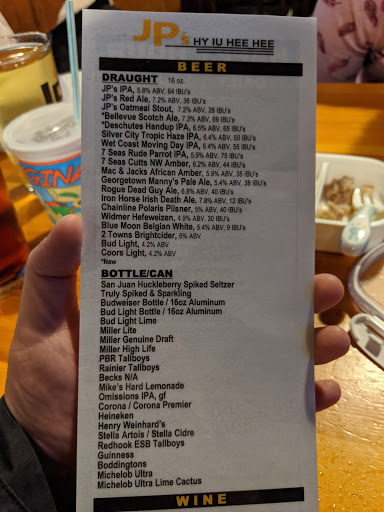 JP's HY IU HEE HEE
BEER
DRAUGHT 16 oz.
JP's IPA, 5.8% ABV, 64 IBU's
JP's Red Ale, 7.2% ABV, 36 IBU's
JP's Oatmeal Stout, 7.2% ABV, 28 IBU's
*Bellevue Scotch Ale, 7.2% ABV, 69 IBU's
*Deschutes Handup IPA, 6.5% ABV, 65 IBU's
Silver City Tropic Haze IPA, 6.4% ABV, 50 IBU's
Wet Coast Moving Day IPA, 6.4% ABV, 55 IBU's
7 Seas Rude Parrot IPA, 5.9% ABV, 75 IBU's
7 Seas Cutts NW Amber, 6.2% ABV, 44 IBU's
Mac & Jacks African Amber, 5.9% ABV, 35 IBU's
Georgetown Manny's Pale Ale, 5.4% ABV, 38 IBU's
Rogue Dead Guy Ale, 6.8% ABV, 40 IBU's
Iron Horse Irish Death Ale, 7.8% ABV, 12 IBU's
Chainline Polaris Pilsner, 5% ABV, 40 IBU's
Widmer Hefeweizen, 4.9% ABV, 30 IBU's
Blue Moon Belgian White, 5.4% ABV, 9 IBU's
2 Towns Brightcider, 6% ABV
Bud Light, 4.2% ABV
Coors Light, 4.2% ABV
*New
BOTTLE/CAN
San Juan Huckleberry Spiked Seltzer
Truly Spiked & Sparkling
Budweiser Bottle / 16oz Aluminum
Bud Light Bottle / 16oz Aluminum
Bud Light Lime
Miller Lite
Miller Genuine Draft
Miller High Life
PBR Tallboys
Rainier Tallboys
Becks N/A
Mike's Hard Lemonade
Omissions IPA, gf
Corona / Corona Premier
Heineken
Henry Weinhard's
Stella Artois / Stella Cidre
Redhook ESB Tallboys
Guinness
Boddingtons
Michelob Ultra
Michelob Ultra Lime Cactus
WINE